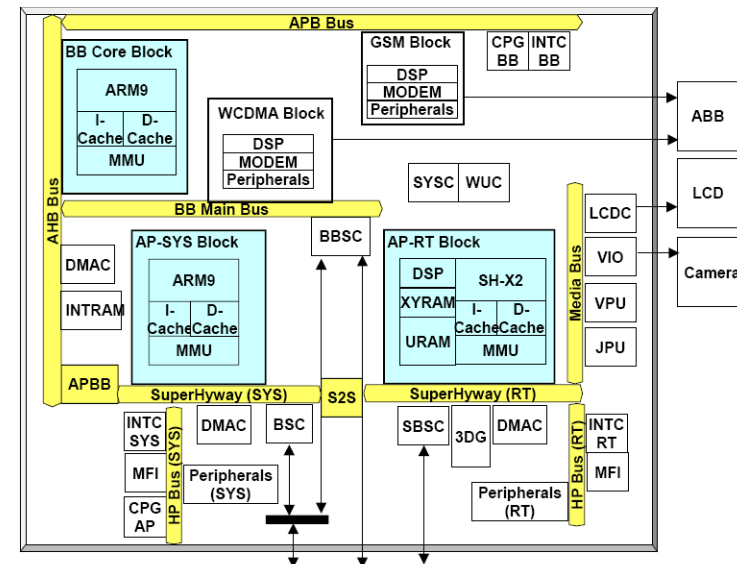 APB Bus
BB Core Block
GSM Block
CPG
BB
INTC
BB
ARM9
DSP
MODEM
Peripherals
I-
Cache
D-
Cache
MMU
WCDMA Block
DSP
MODEM
Peripherals
ABB
AHB Bus
SYSC
WUC
LCD
BB Main Bus
BBSC
LCDC
AP-SYS Block
AP-RT Block
Media Bus
DMAC
ARM9
DSP
SH-X2
VIO
Camera
INTRAM
I-
Cache
D-
Cache
XYRAM
I-
Cache
D-
Cache
VPU
MMU
URAM
MMU
JPU
APBB
SuperHyway (SYS)
S2S
SuperHyway (RT)
INTC
SYS
DMAC
BSC
SBSC
3DG
DMAC
INTC
RT
HP Bus (SYS)
HP Bus (RT)
MFI
Peripherals
(SYS)
MFI
CPG
AP
Peripherals
(RT)